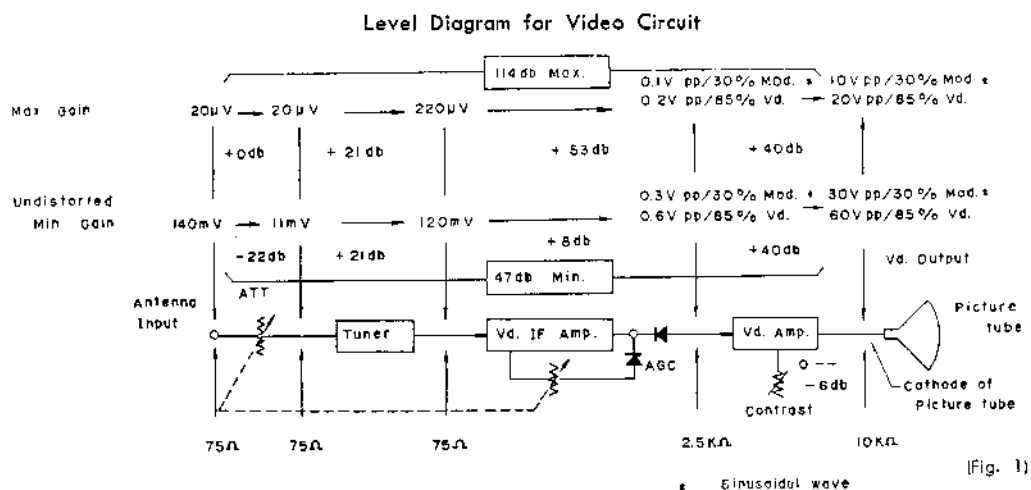 Level Diagram for Video Circuit
114db Max.
0.1V pp/30% Mod. * 10V pp/30% Mod *
Max Gain 20μV 20μV 220μV 0.2V pp/85% Vd. 20V pp/85% Vd.
+0db +21db +53db +40db
Undistorred 0.3V pp/30% Mod. * 30V pp/30% Mod.*
Min Gain 140mV 11mV 120mV 0.6V pp/85% Vd. 60V pp/85% Vd.
-22db +21db +8db +40db Vd. Output
47db Min.
ATT
Antenna
Input
Tuner Vd. IF Amp. Vd. Amp. Picture
tube
AGC
0 --
-6db
Contrast
Cathode of
Picture tube
75Ω 75Ω 75Ω 2.5KΩ 10KΩ
(Fig. 1)
* Sinusoidal wave